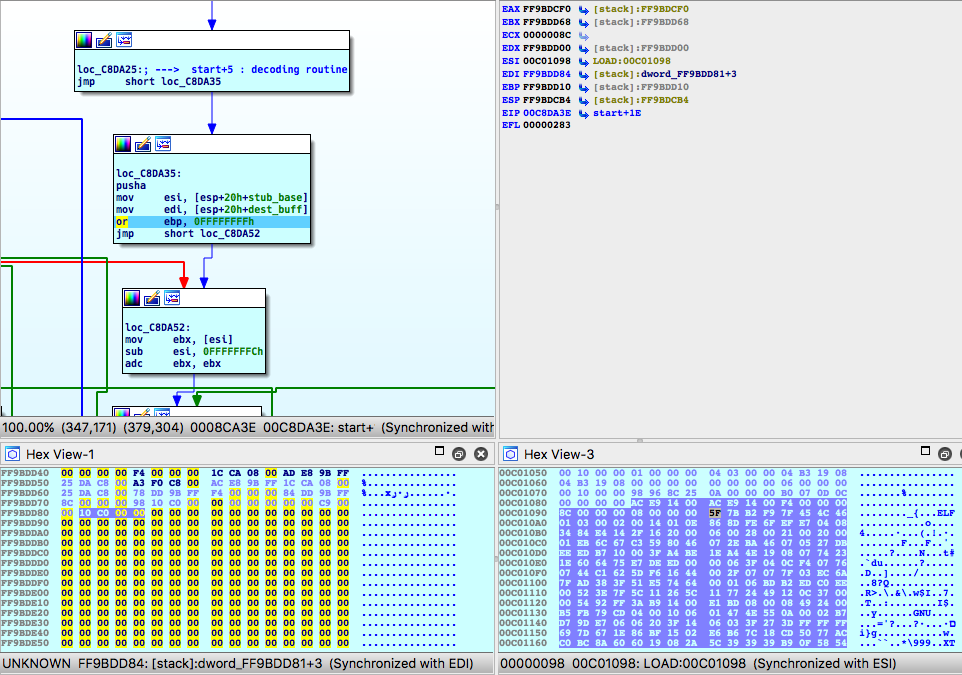 loc_C8DA25:; ---> start+5 : decoding routine
jmp short loc_C8DA35
loc_C8DA35:
pusha
mov esi, [esp+20h+stub_base]
mov edi, [esp+20h+dest_buff]
or ebp, 0FFFFFFFFh
jmp short loc_C8DA52
loc_C8DA52:
mov ebx, [esi]
sub esi, 0FFFFFFFCh
adc ebx, ebx
100.00% (347,171) (379,304) 0008CA3E 00C8DA3E: start+ (Synchronized with
EAX FF9BDCF0 [stack]:FF9BDCF0
EBX FF9BDD68 [stack]:FF9BDD68
ECX 0000008C
EDX FF9BDD00 [stack]:FF9BDD00
ESI 00C01098 LOAD:00C01098
EDI FF9BDD84 [stack]:dword_FF9BDD81+3
EBP FF9BDD10 [stack]:FF9BDD10
ESP FF9BDCB4 [stack]:FF9BDCB4
EIP 00C8DA3E start+1E
EFL 00000283
Hex View-1
FF9BDD40 00 00 00 00 F4 00 00 00 1C CA 08 00 AD E8 9B FF
FF9BDD50 25 DA C8 00 A3 F0 C8 00 AC E8 9B FF 1C CA 08 00
FF9BDD60 25 DA C8 00 78 DD 9B FF F4 00 00 00 84 DD 9B FF
FF9BDD70 8C 00 00 00 98 10 C0 00 00 00 00 00 00 00 C9 00
FF9BDD80 00 10 C0 00 00 00 00 00 00 00 00 00 00 00 00 00
FF9BDD90 00 00 00 00 00 00 00 00 00 00 00 00 00 00 00 00
FF9BDDA0 00 00 00 00 00 00 00 00 00 00 00 00 00 00 00 00
FF9BDDB0 00 00 00 00 00 00 00 00 00 00 00 00 00 00 00 00
FF9BDDC0 00 00 00 00 00 00 00 00 00 00 00 00 00 00 00 00
FF9BDDD0 00 00 00 00 00 00 00 00 00 00 00 00 00 00 00 00
FF9BDDE0 00 00 00 00 00 00 00 00 00 00 00 00 00 00 00 00
FF9BDDF0 00 00 00 00 00 00 00 00 00 00 00 00 00 00 00 00
FF9BDE00 00 00 00 00 00 00 00 00 00 00 00 00 00 00 00 00
FF9BDE10 00 00 00 00 00 00 00 00 00 00 00 00 00 00 00 00
FF9BDE20 00 00 00 00 00 00 00 00 00 00 00 00 00 00 00 00
FF9BDE30 00 00 00 00 00 00 00 00 00 00 00 00 00 00 00 00
FF9BDE40 00 00 00 00 00 00 00 00 00 00 00 00 00 00 00 00
FF9BDE50 00 00 00 00 00 00 00 00 00 00 00 00 00 00 00 00
UNKNOWN FF9BDD84: [stack]:dword_FF9BDD81+3 (Synchronized with EDI)
Hex View-3
00C01050 00 10 00 00 01 00 00 00 04 03 00 00 04 B3 19 08
00C01060 04 B3 19 08 00 00 00 00 00 00 00 00 06 00 00 00
00C01070 00 10 00 00 98 96 8C 25 0A 00 00 00 B0 07 0D 0C
00C01080 00 00 00 00 AC E9 14 00 AC E9 14 00 F4 00 00 00
00C01090 8C 00 00 00 08 00 00 00 5F 7B B2 F9 7F 45 4C 46
00C010A0 01 03 00 02 00 14 01 0E 86 8D FE 6F EF E7 04 08
00C010B0 34 84 E4 14 2F 16 20 00 06 00 28 00 21 00 20 00
00C010C0 01 EB 6C 67 C3 59 80 46 07 2E BA 46 07 05 27 DB
00C010D0 EE ED B7 10 00 3F A4 BE 1E A4 4E 19 08 07 74 23
00C010E0 1E 60 64 75 E7 DE ED 00 00 06 3F 04 0C F4 07 76
00C010F0 07 44 C1 62 5D F6 16 44 00 2F 07 07 7F 03 EC 6A
00C01100 7F AD 38 3F 51 E5 74 64 00 01 06 BD B2 ED C0 EE
00C01110 00 52 3E 7F 5C 11 26 5C 11 77 24 49 12 0C 37 00
00C01120 00 54 92 FF 3A B9 14 00 E1 BD 08 00 08 49 24 00
00C01130 B5 FB 79 CD 04 00 10 06 01 47 4E 55 0A 00 02 B7
00C01140 D7 9D E7 06 06 20 3F 14 06 03 3F 27 3D FF FF FF
00C01150 69 7D 67 1E 86 BF 15 02 E6 B6 7C 18 CD 50 77 AC
00C01160 C0 BC 8A 60 60 19 08 2A 5C 39 39 39 B9 0F 58 54
00000098 00C01098: LOAD:00C01098 (Synchronized with ESI)